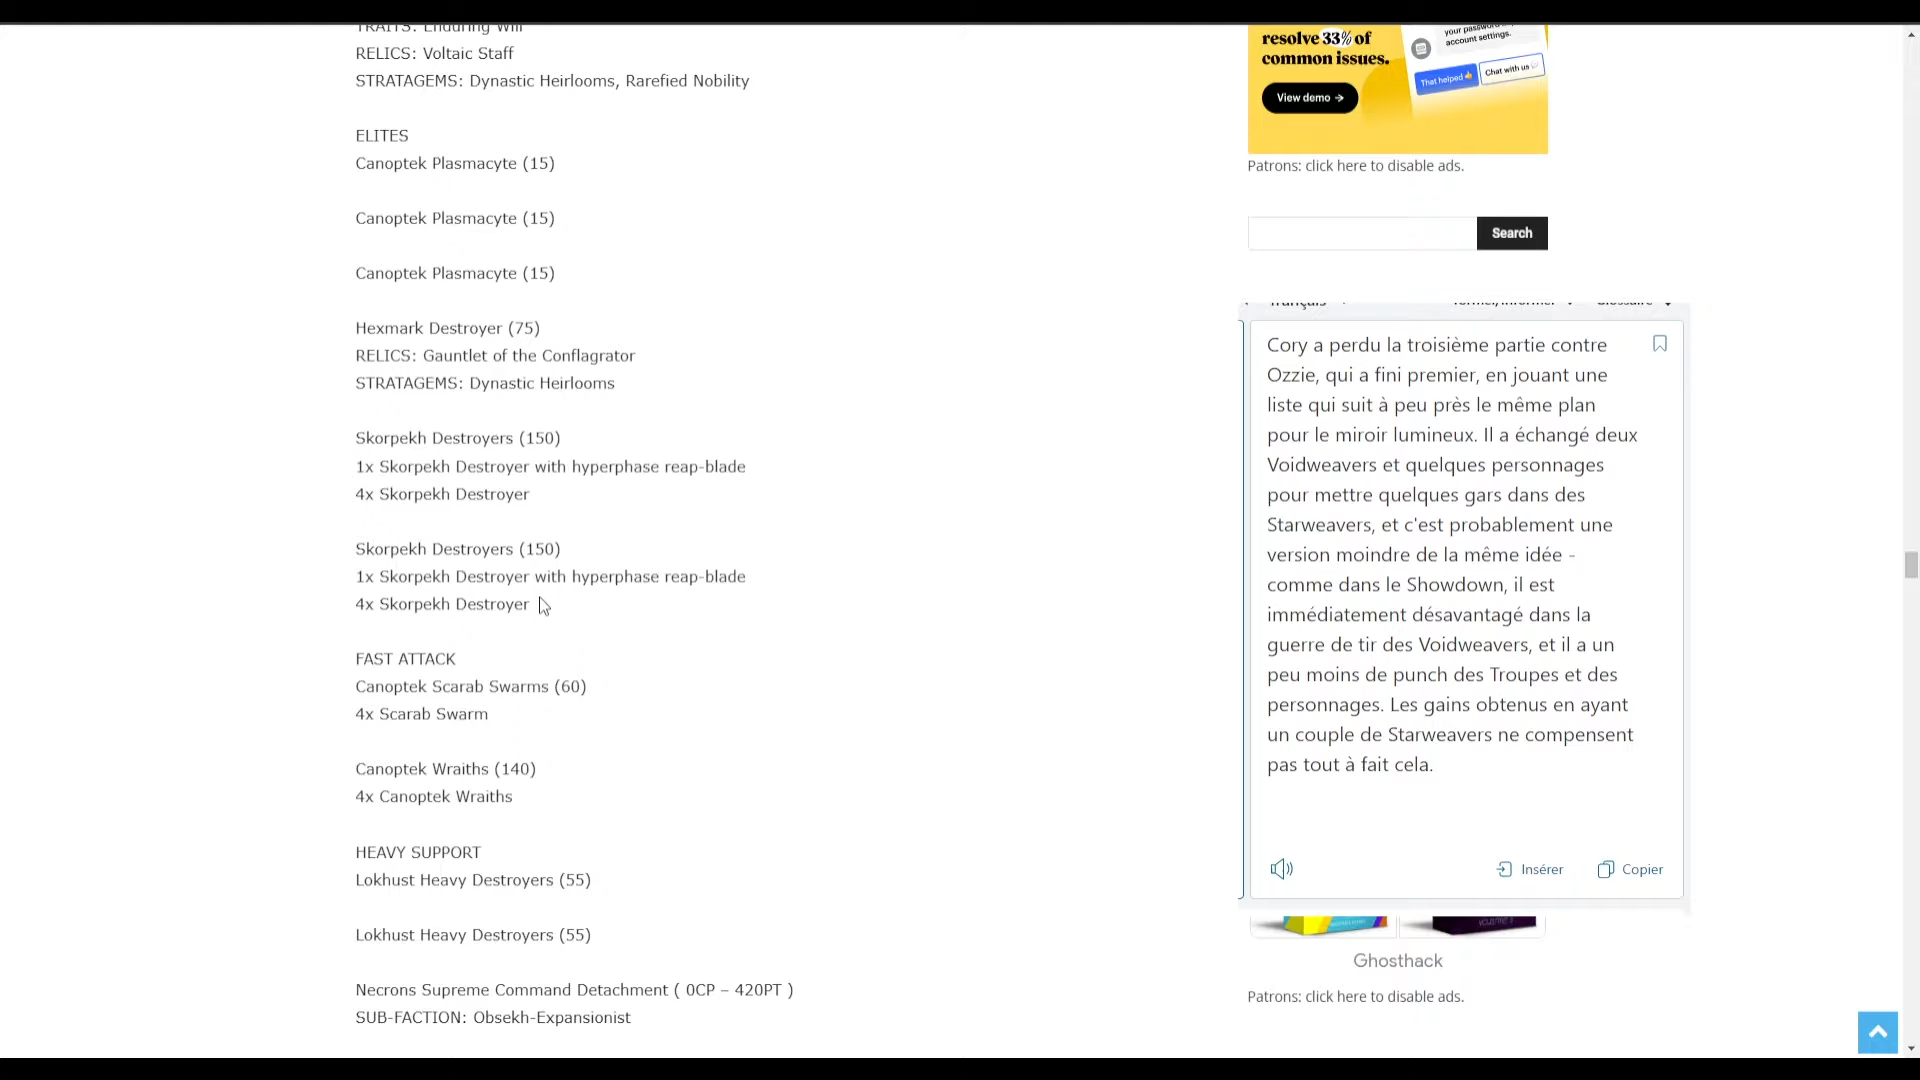 TRAITS: Enduring Will
RELICS: Voltaic Staff
STRATAGEMS: Dynastic Heirlooms, Rarefied Nobility
ELITES
Canoptek Plasmacyte (15)
Canoptek Plasmacyte (15)
Canoptek Plasmacyte (15)
Hexmark Destroyer (75)
RELICS: Gauntlet of the Conflagrator
STRATAGEMS: Dynastic Heirlooms
Skorpekh Destroyers (150)
1x Skorpekh Destroyer with hyperphase reap-blade
4x Skorpekh Destroyer
Skorpekh Destroyers (150)
1x Skorpekh Destroyer with hyperphase reap-blade
4x Skorpekh Destroyer
FAST ATTACK
Canoptek Scarab Swarms (60)
4x Scarab Swarm
Canoptek Wraiths (140)
4x Canoptek Wraiths
HEAVY SUPPORT
Lokhust Heavy Destroyers (55)
Lokhust Heavy Destroyers (55)
Necrons Supreme Command Detachment ( 0CP – 420PT )
SUB-FACTION: Obsekh-Expansionist
resolve 33% of
common issues.
View demo →
your password
account settings.
That helped
Chat with us
Patrons: click here to disable ads.
Search
français
Cory a perdu la troisième partie contre
Ozzie, qui a fini premier, en jouant une
liste qui suit à peu près le même plan
pour le miroir lumineux. Il a échangé deux
Voidweavers et quelques personnages
pour mettre quelques gars dans des
Starweavers, et c'est probablement une
version moindre de la même idée -
comme dans le Showdown, il est
immédiatement désavantagé dans la
guerre de tir des Voidweavers, et il a un
peu moins de punch des Troupes et des
personnages. Les gains obtenus en ayant
un couple de Starweavers ne compensent
pas tout à fait cela.
Insérer
Copier
Ghosthack
Patrons: click here to disable ads.